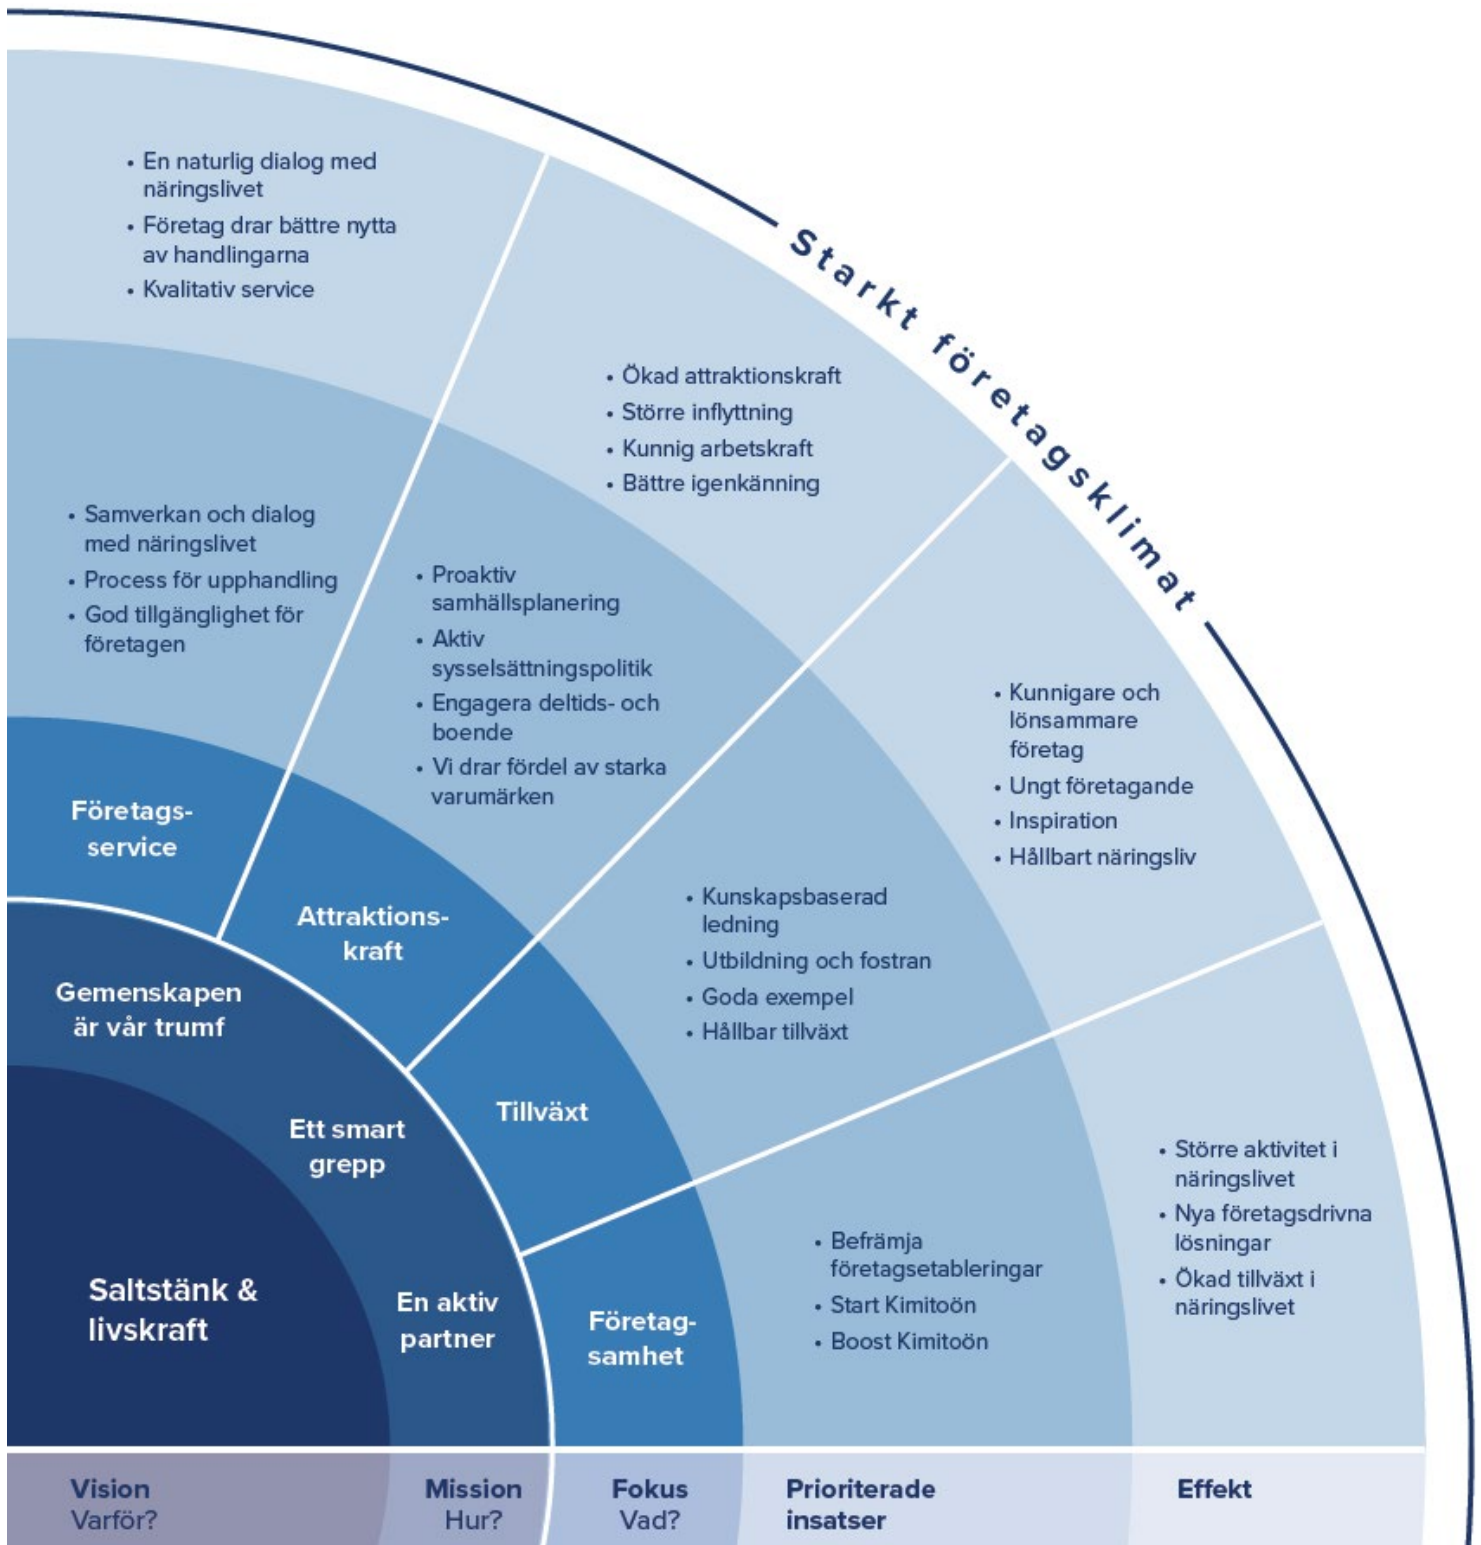 • En naturlig dialog med
näringslivet
• Företag drar bättre nytta
av handlingarna
• Kvalitativ service
Starkt företagsklimat
• Ökad attraktionskraft
• Större inflyttning
• Kunnig arbetskraft
• Bättre igenkänning
• Samverkan och dialog
med näringslivet
• Process för upphandling
• God tillgänglighet för
företagen
• Proaktiv
samhällsplanering
• Aktiv
sysselsättningspolitik
• Engagera deltids- och
boende
• Vi drar fördel av starka
varumärken
• Kunnigare och
lönsammare
företag
• Ungt företagande
• Inspiration
• Hållbart näringsliv
Företags-
service
Attraktions-
kraft
• Kunskapsbaserad
ledning
• Utbildning och fostran
• Goda exempel
• Hållbar tillväxt
Gemenskapen
är vår trumf
Ett smart
grepp
Tillväxt
• Större aktivitet i
näringslivet
• Nya företagsdrivna
lösningar
• Ökad tillväxt i
näringslivet
• Befrämja
företagsetableringar
• Start Kimitoön
• Boost Kimitoön
Saltstänk &
livskraft
En aktiv
partner
Företag-
samhet
Vision
Varför?
Mission
Hur?
Fokus
Vad?
Prioriterade
insatser
Effekt